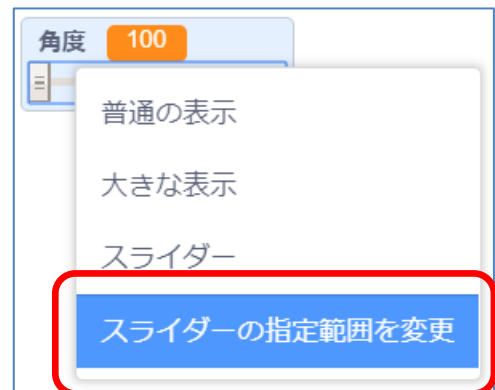 角度 100
普通の表示
大きな表示
スライダー
スライダーの指定範囲を変更